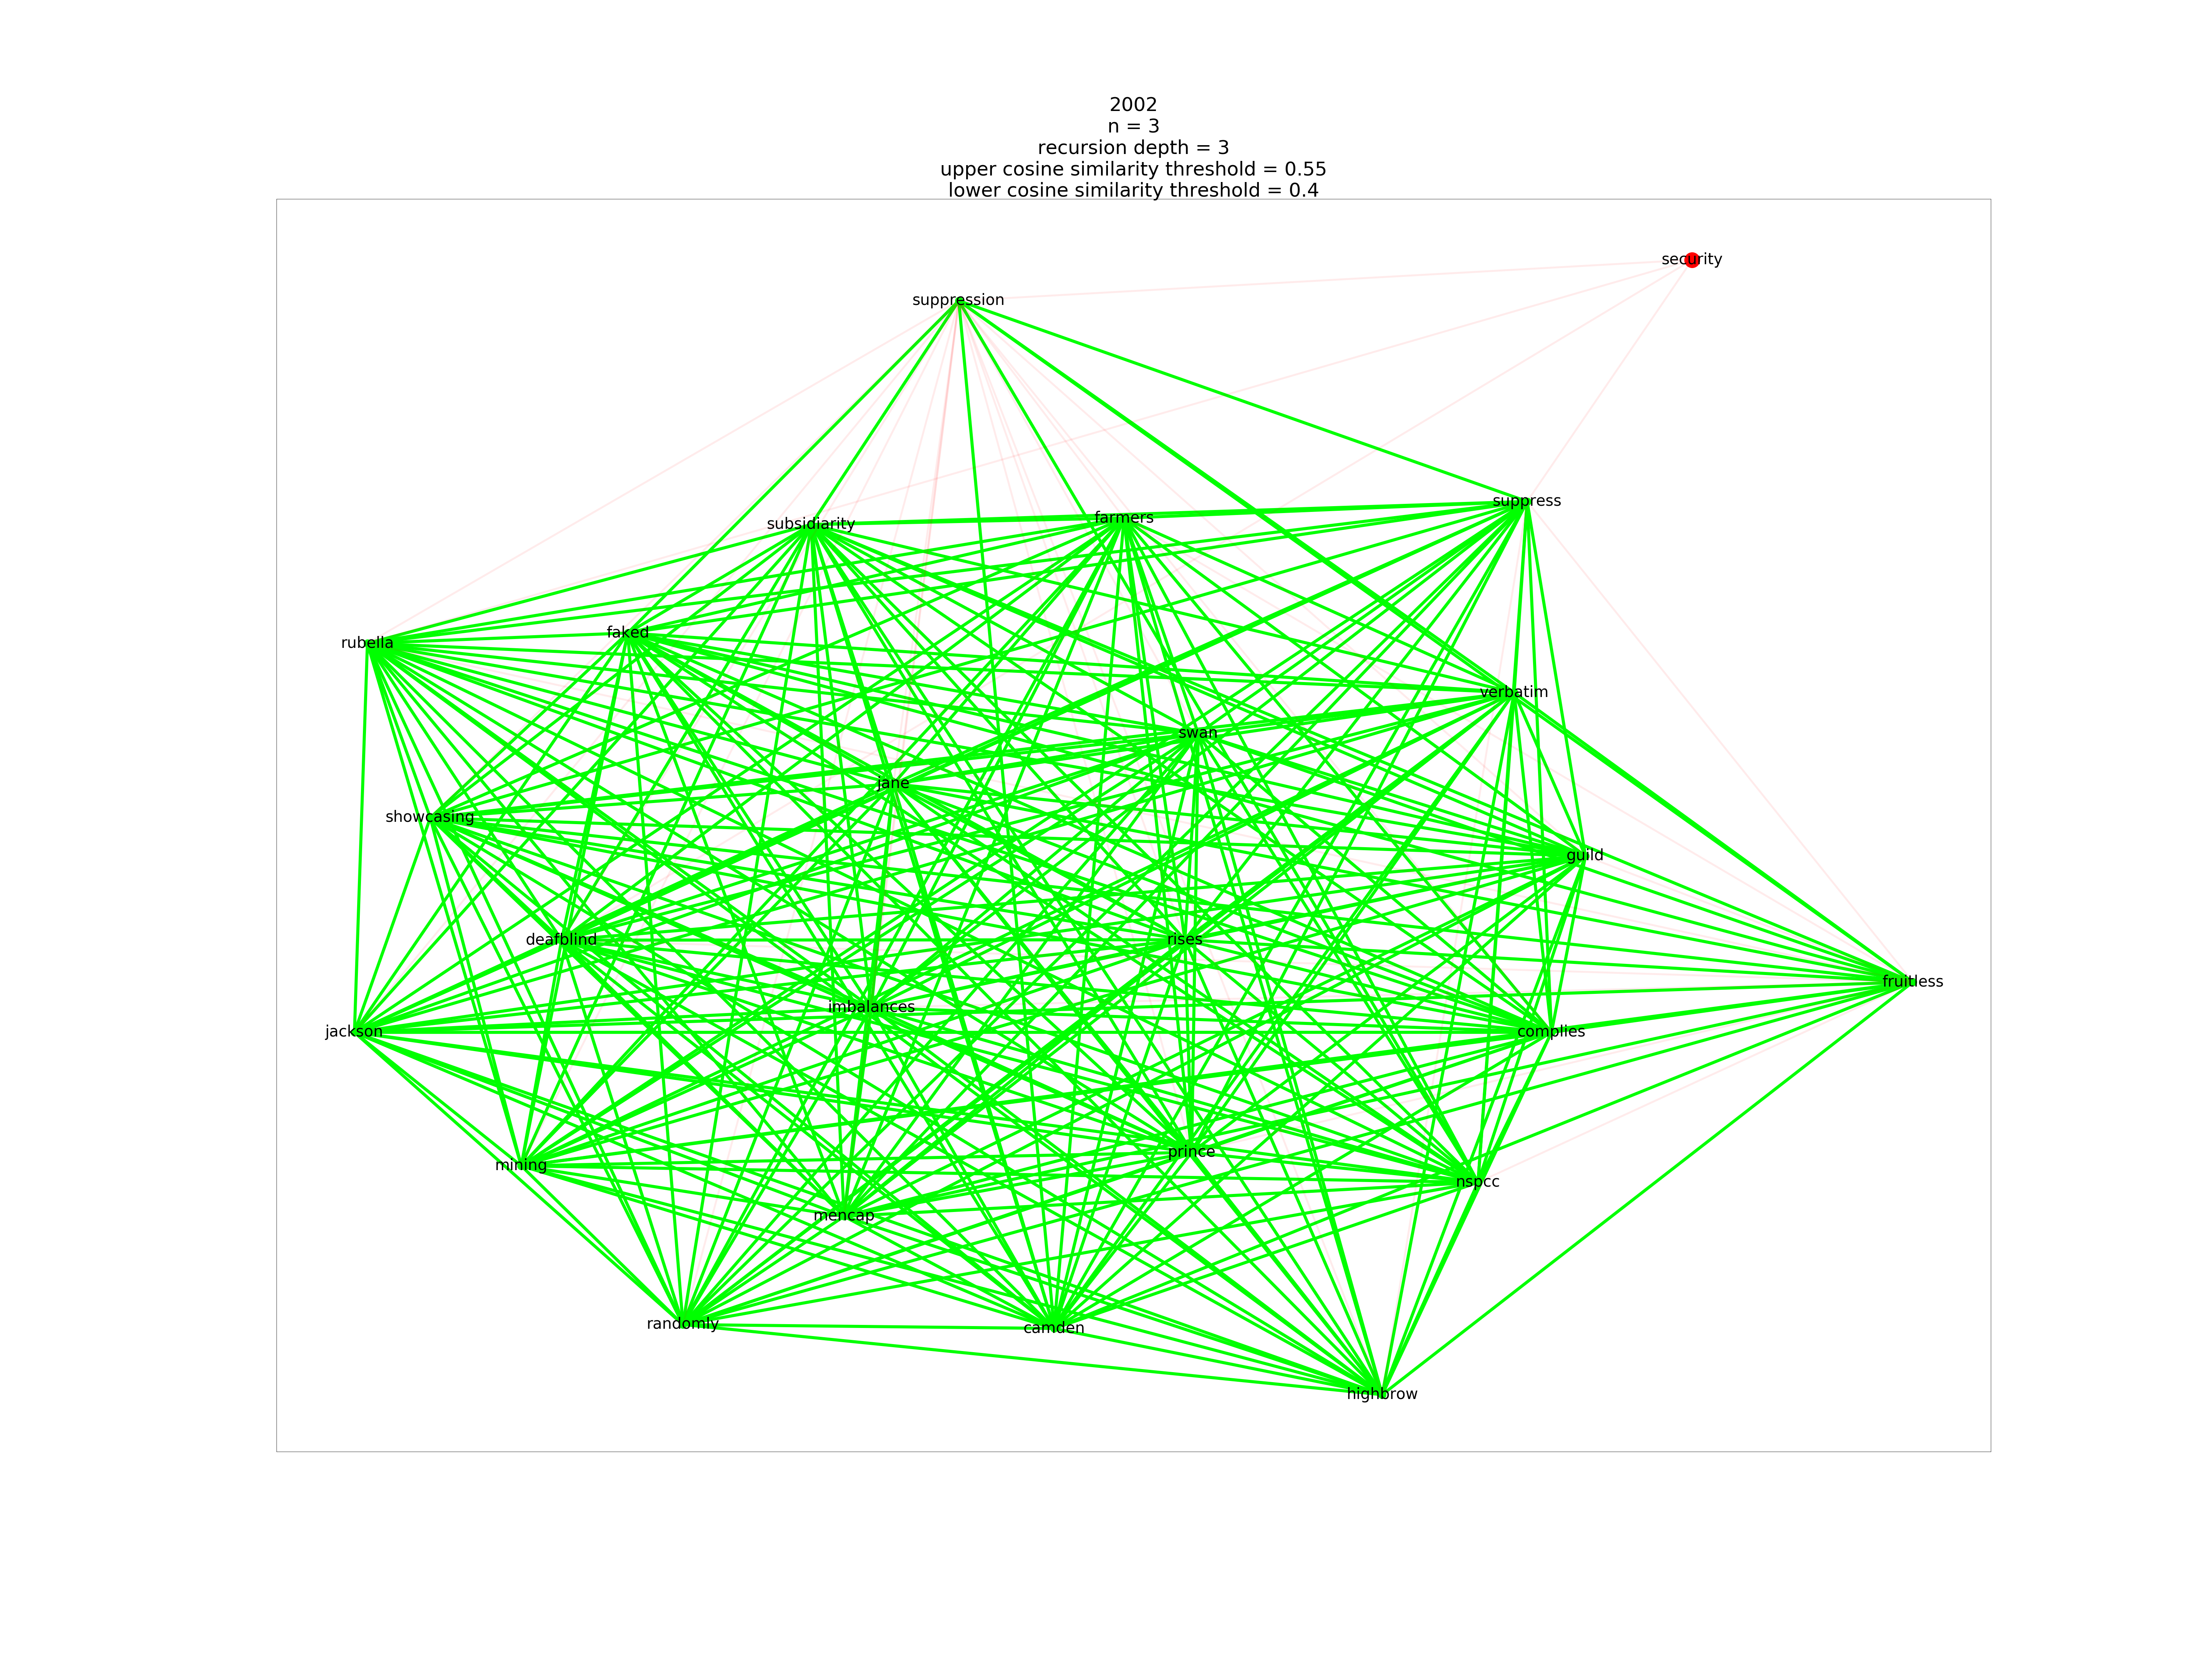 2002
n = 3
recursion depth = 3
upper cosine similarity threshold = 0.55
lower cosine similarity threshold = 0.4
security
suppression
suppress
farmers
subsidiarity
faked
rubella
verbatim
swan
jane
showcasing
guild
deafblind
rises
fruitless
imbalances
jackson
complies
prince
mining
nspcc
mencap
randomly
camden
highbrow